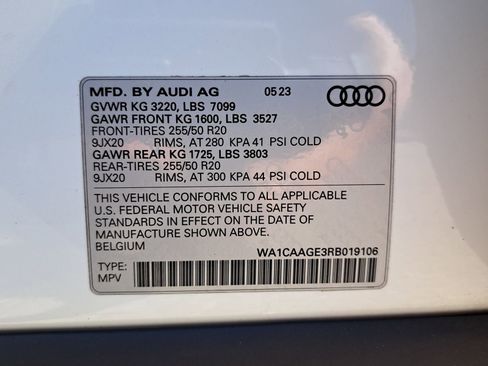 MFD. BY AUDI AG 05 23
GVWR KG 3220, LBS 7099
GAWR FRONT KG 1600, LBS 3527
FRONT-TIRES 255/50 R20
9JX20 RIMS, AT 280 KPA 41 PSI COLD
GAWR REAR KG 1725, LBS 3803
REAR-TIRES 255/50 R20
9JX20 RIMS, AT 300 KPA 44 PSI COLD
THIS VEHICLE CONFORMS TO ALL APPLICABLE
U.S. FEDERAL MOTOR VEHICLE SAFETY
STANDARDS IN EFFECT ON THE DATE OF
MANUFACTURE SHOWN ABOVE.
BELGIUM WA1CAAGE3RB019106
TYPE:
MPV